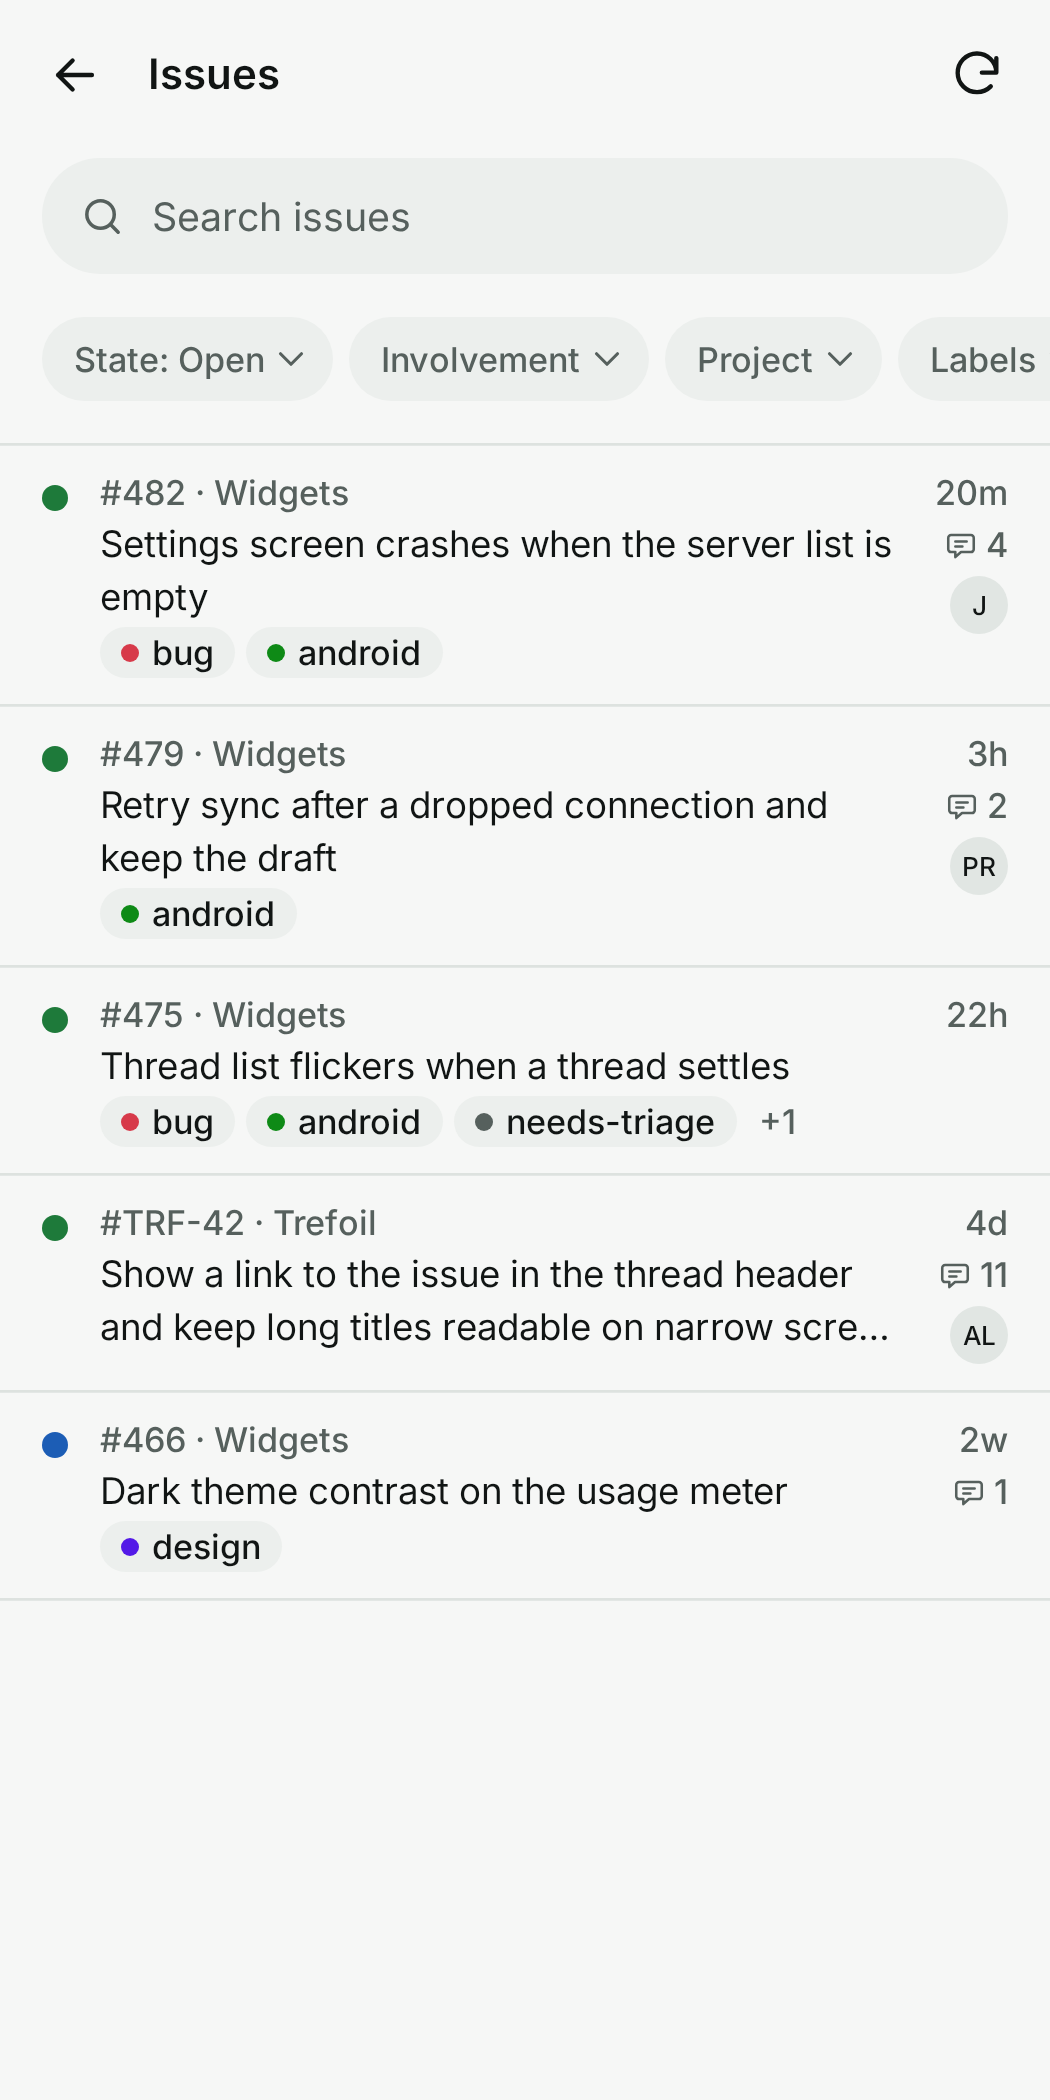 Issues
Search issues
State: Open
Involvement
Project
Labels
#482 · Widgets
20m
Settings screen crashes when the server list is
4
empty
J
bug
android
#479 · Widgets
3h
Retry sync after a dropped connection and
2
keep the draft
PR
android
#475 · Widgets
22h
Thread list flickers when a thread settles
bug
android
needs-triage
+1
#TRF-42 · Trefoil
4d
Show a link to the issue in the thread header
11
and keep long titles readable on narrow scre...
AL
#466 · Widgets
2w
Dark theme contrast on the usage meter
1
design